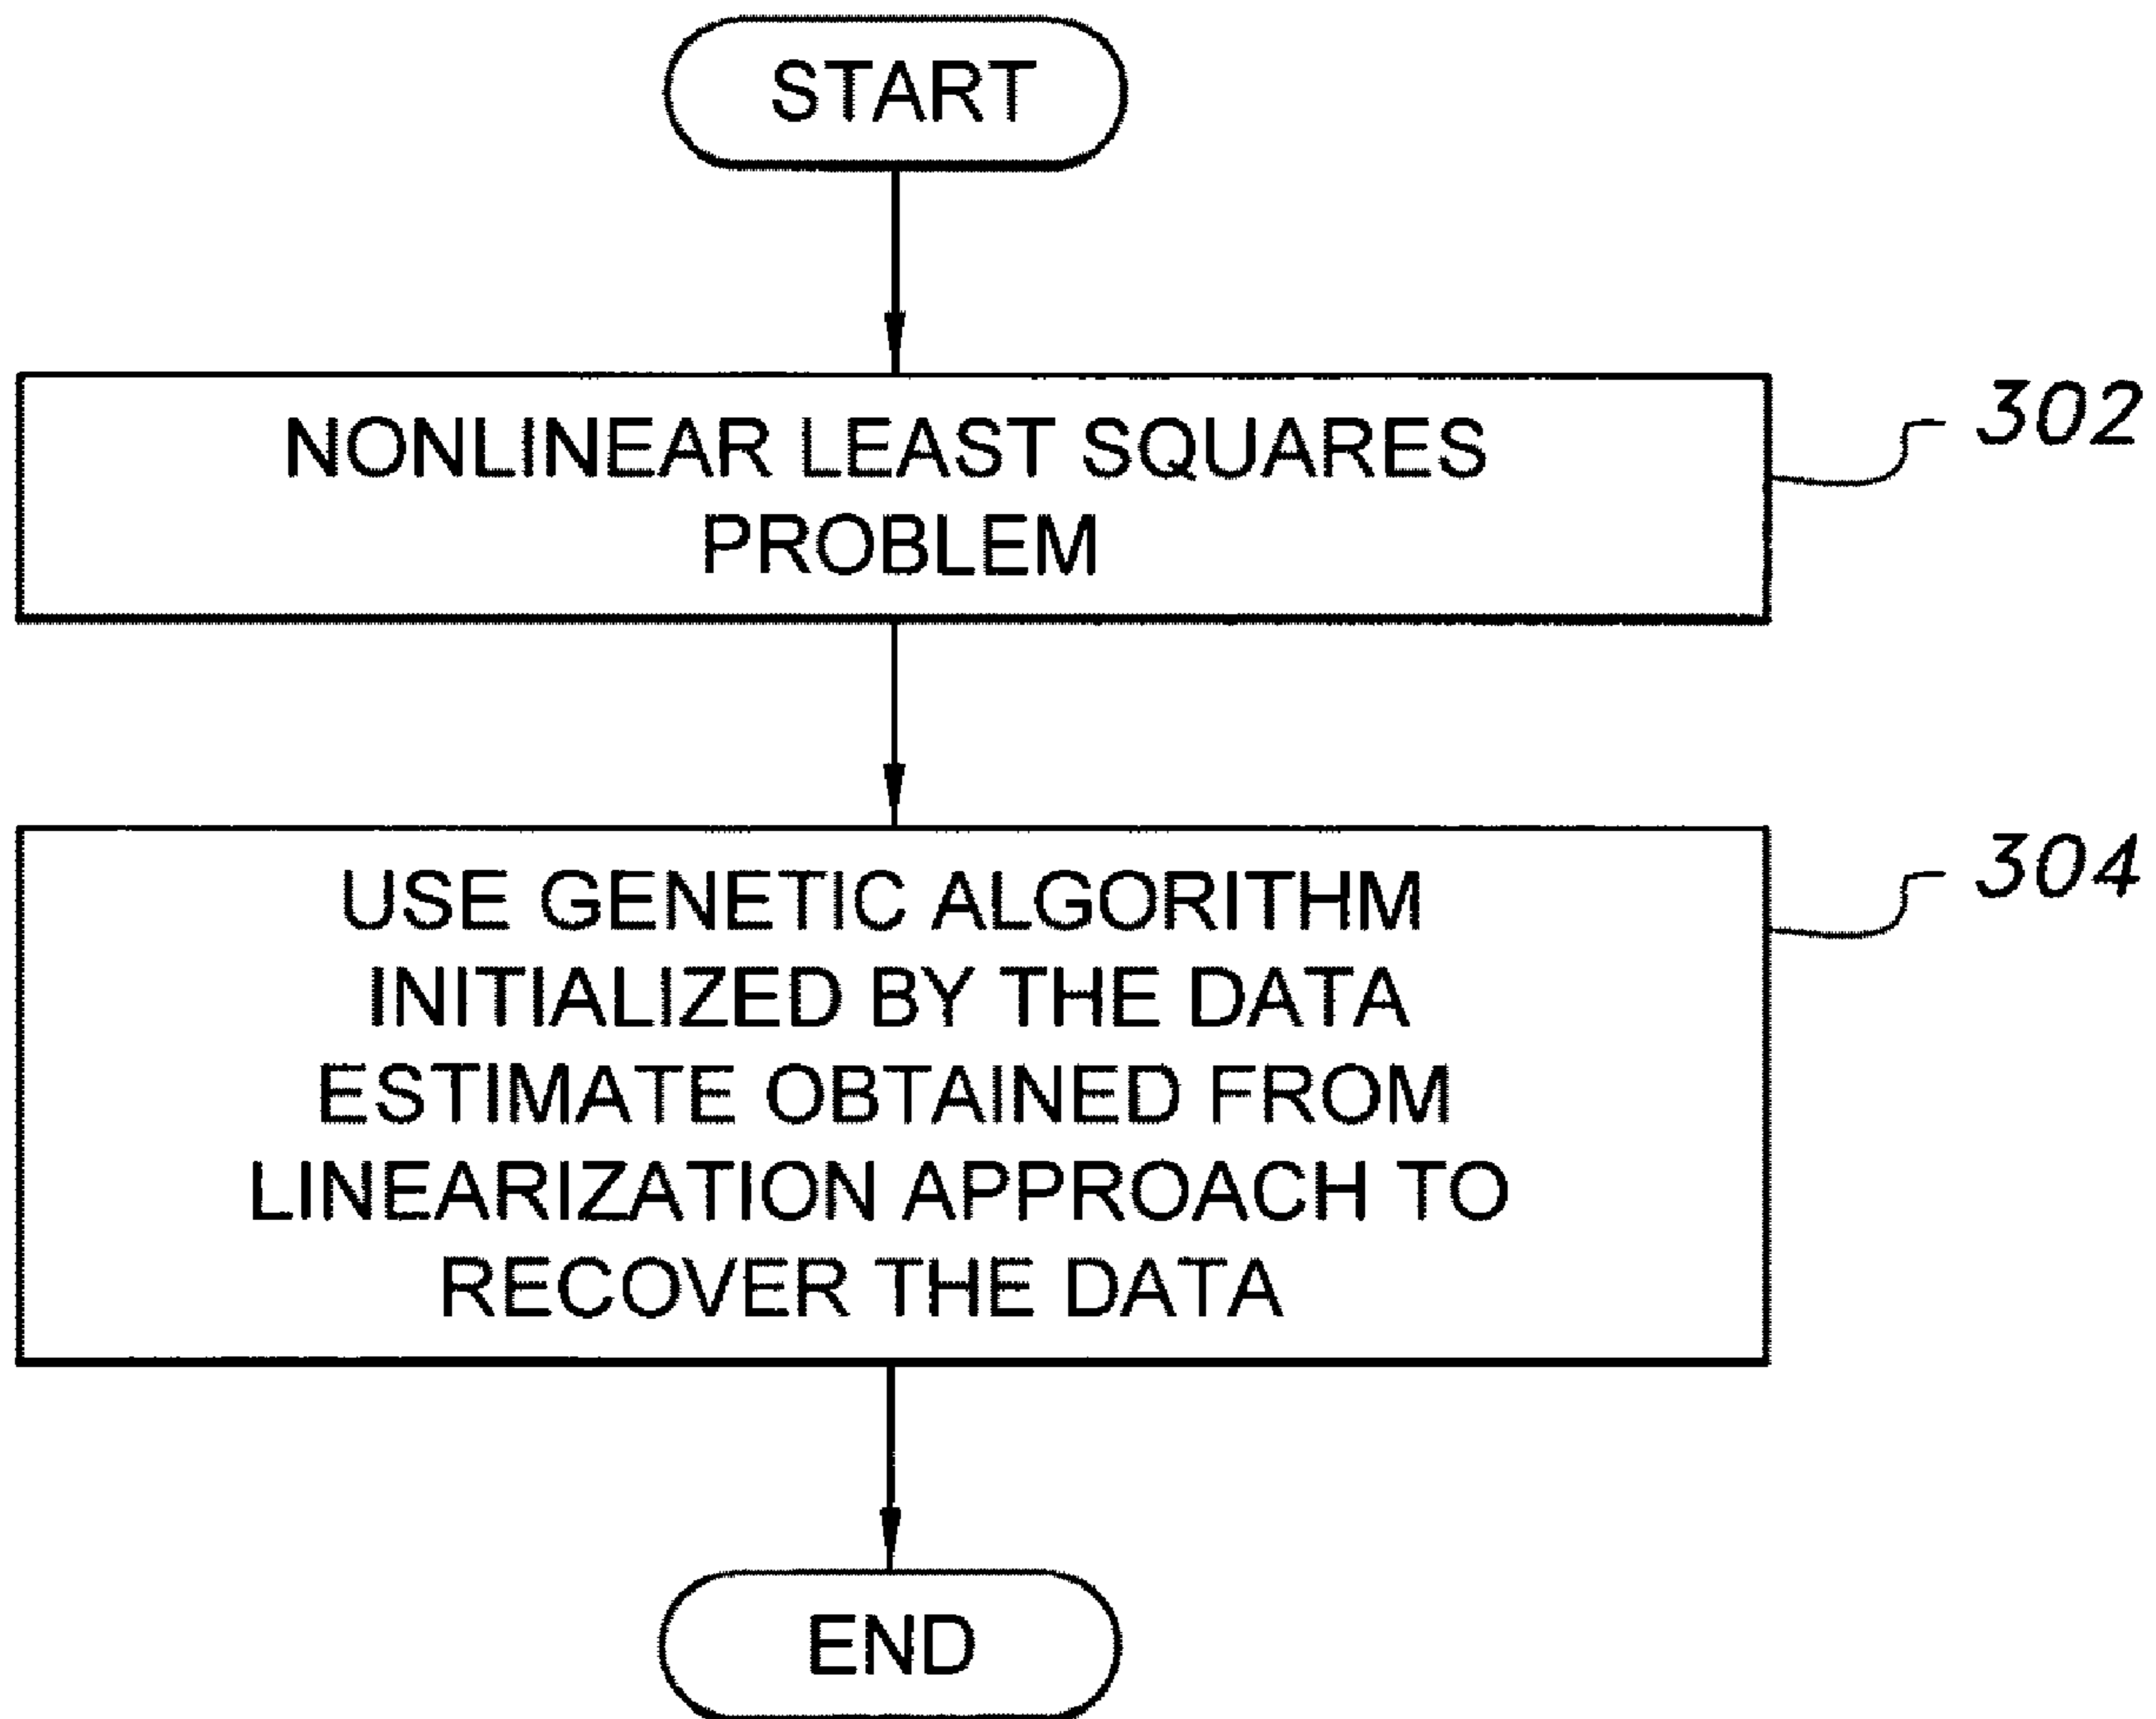 START
NONLINEAR LEAST SQUARES
PROBLEM
302
USE GENETIC ALGORITHM
INITIALIZED BY THE DATA
ESTIMATE OBTAINED FROM
LINEARIZATION APPROACH TO
RECOVER THE DATA
304
END